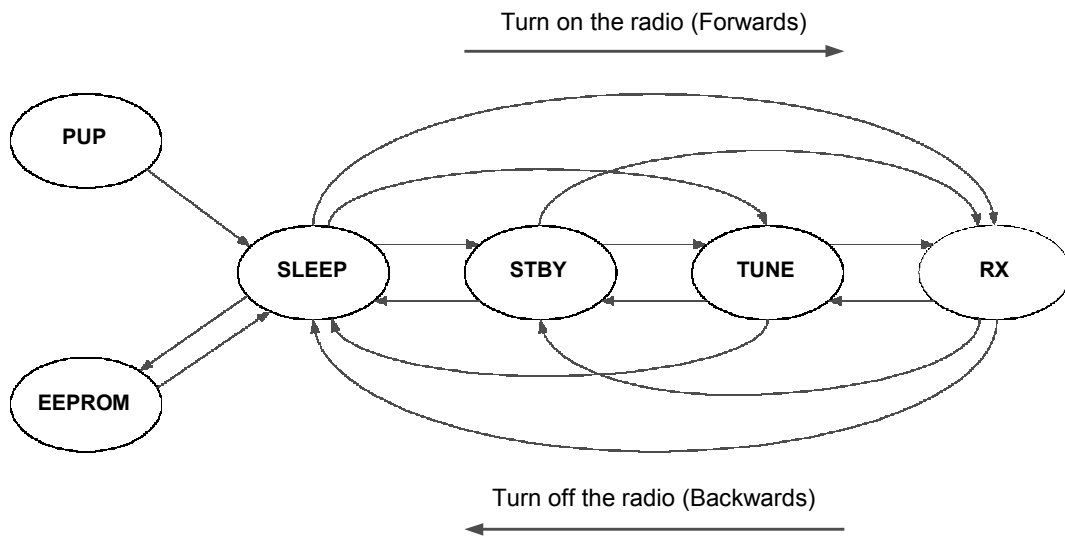 Turn on the radio (Forwards)
PUP
SLEEP
STBY
TUNE
RX
EEPROM
Turn off the radio (Backwards)